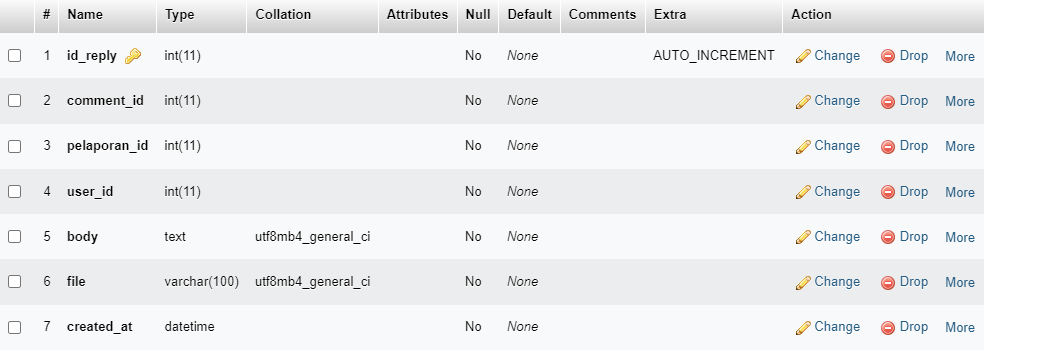 # Name Type Collation Attributes Null Default Comments Extra Action
1 id_reply int(11) No None AUTO_INCREMENT Change Drop More
2 comment_id int(11) No None Change Drop More
3 pelaporan_id int(11) No None Change Drop More
4 user_id int(11) No None Change Drop More
5 body text utf8mb4_general_ci No None Change Drop More
6 file varchar(100) utf8mb4_general_ci No None Change Drop More
7 created_at datetime No None Change Drop More